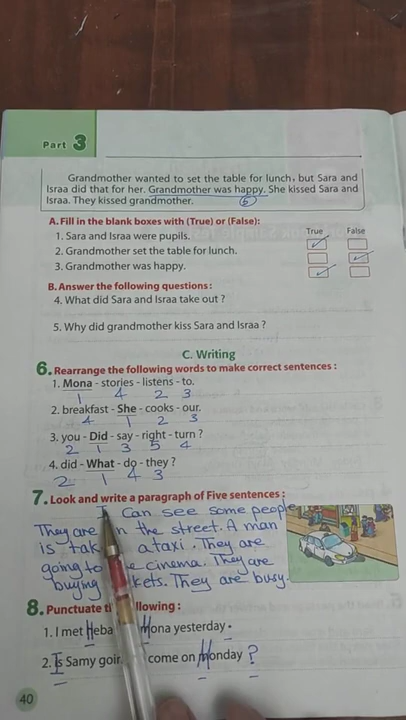 Part 3
Grandmother wanted to set the table for lunch, but Sara and
Israa did that for her. Grandmother was happy. She kissed Sara and
Israa. They kissed grandmother. 6
A. Fill in the blank boxes with (True) or (False):
True False
1. Sara and Israa were pupils.
2. Grandmother set the table for lunch.
3. Grandmother was happy.
B. Answer the following questions:
4. What did Sara and Israa take out ?
5. Why did grandmother kiss Sara and Israa ?
C. Writing
6. Rearrange the following words to make correct sentences :
1. Mona - stories - listens - to.
1 4 2 3
2. breakfast - She - cooks - our.
4 1 2 3
3. you - Did - say - right - turn ?
2 1 3 5 4
4. did - What - do - they ?
2 1 4 3
7. Look and write a paragraph of Five sentences :
I Can see some people.
They are in the street. A man
is a taxi. They are
going to cinema. They are
buying They are busy.
8. Punctuate llowing :
1. I met Heba Mona yesterday .
2. Is Samy come on Monday ?
40